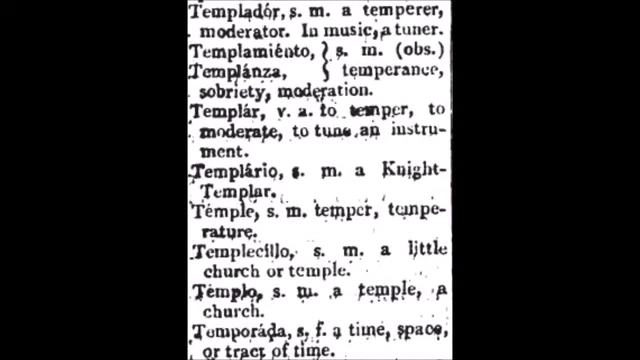 Templadór, s. m. a temperer,
moderator. In music, a tuner.
Templamiénto, } s. m. (obs.)
Templánza, } temperance,
sobriety, moderation.
Templár, v. a. to temper, to
moderate, to tune an instru-
ment.
Templário, s. m. a Knight-
Templar.
Témple, s. m. temper, tempe-
rature.
Templecíllo, s. m. a little
church or temple.
Témplo, s. m. a temple, a
church.
Temporáda, s. f. a time, space,
or tract of time.